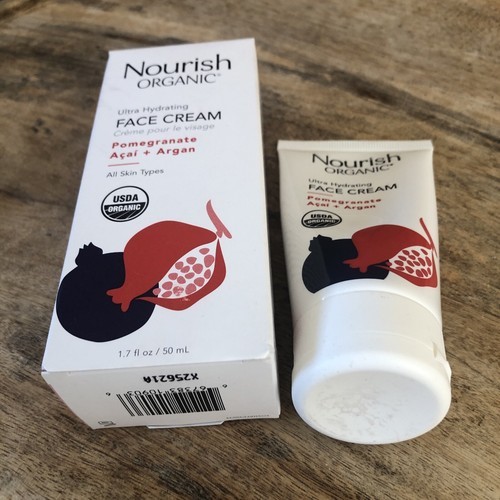 Nourish
ORGANIC
Ultra Hydrating
FACE CREAM
Crème pour le visage
Pomegranate
Açaí + Argan
All Skin Types
USDA
ORGANIC
1.7 fl oz / 50 mL
X25621A
Nourish
ORGANIC
Ultra Hydrating
FACE CREAM
Pomegranate
Açaí + Argan
USDA
ORGANIC